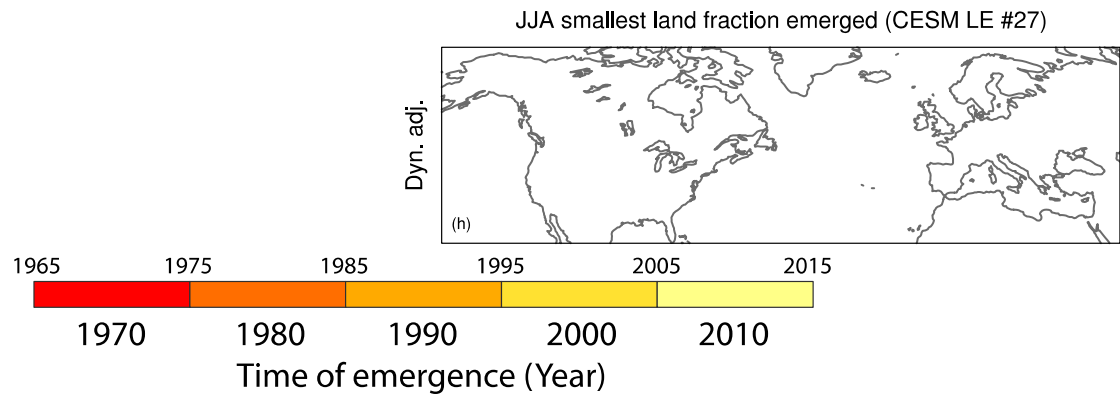 JJA smallest land fraction emerged (CESM LE #27)
Dyn. adj.
(h)
1965 1975 1985 1995 2005 2015
1970 1980 1990 2000 2010
Time of emergence (Year)